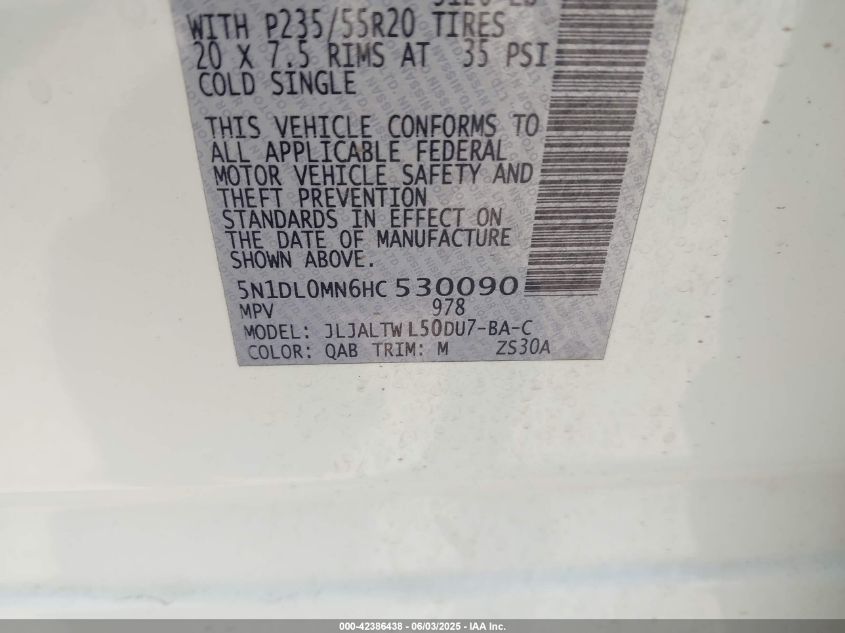 WITH P235/55R20 TIRES
20 X 7.5 RIMS AT 35 PSI
COLD SINGLE
THIS VEHICLE CONFORMS TO
ALL APPLICABLE FEDERAL
MOTOR VEHICLE SAFETY AND
THEFT PREVENTION
STANDARDS IN EFFECT ON
THE DATE OF MANUFACTURE
SHOWN ABOVE.
5N1DL0MN6HC 530090
MPV 978
MODEL: JLJALTWL50DU7-BA-C
COLOR: QAB TRIM: M ZS30A
000-42386438 - 06/03/2025 - IAA Inc.